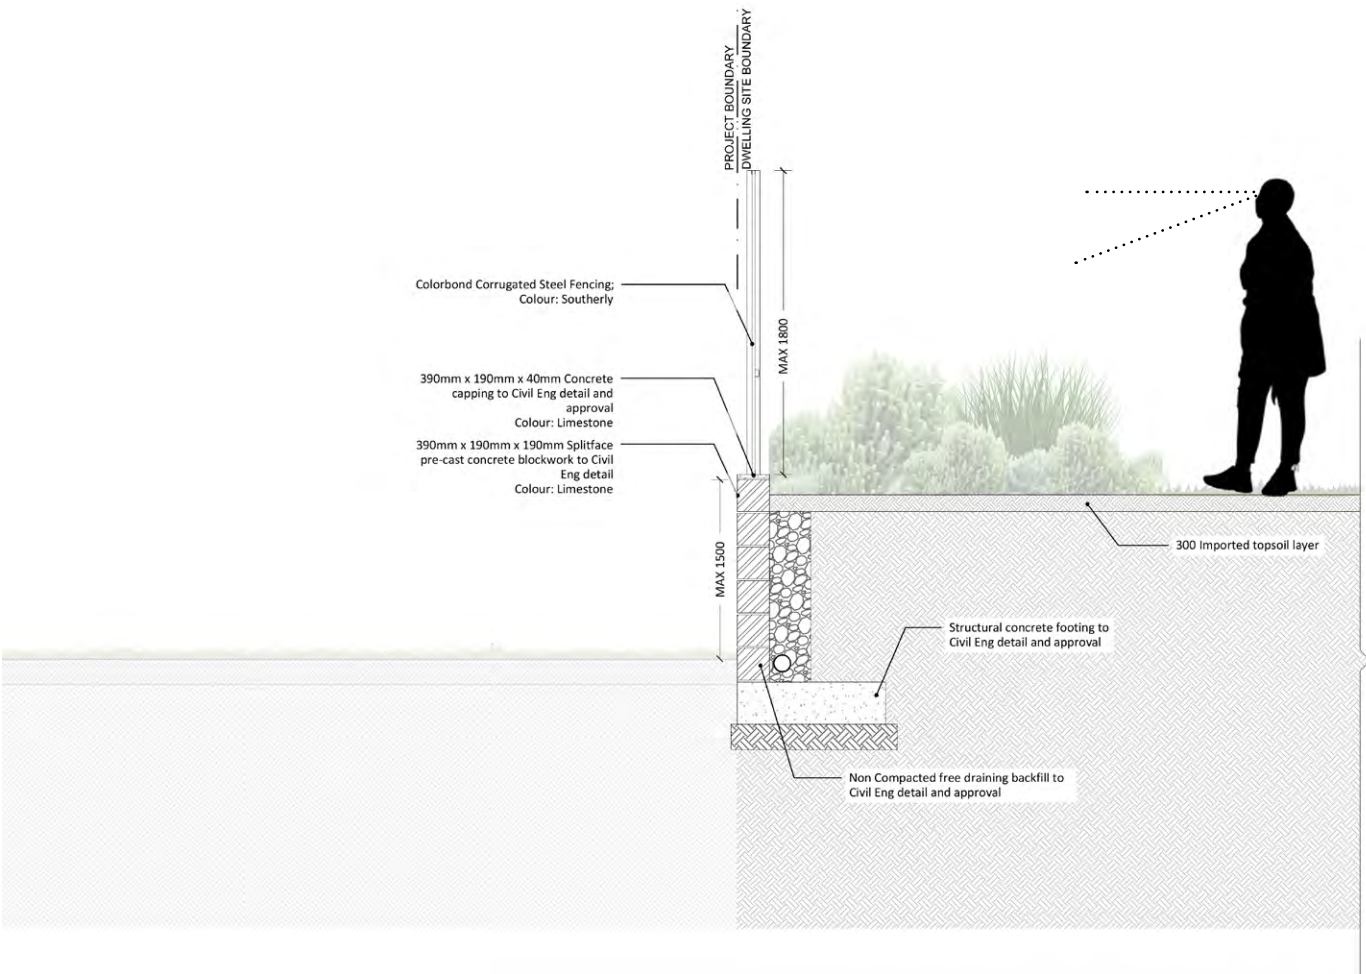 PROJECT BOUNDARY
DWELLING SITE BOUNDARY
Colorbond Corrugated Steel Fencing;
Colour: Southerly
MAX 1800
390mm x 190mm x 40mm Concrete
capping to Civil Eng detail and
approval
Colour: Limestone
390mm x 190mm x 190mm Splitface
pre-cast concrete blockwork to Civil
Eng detail
Colour: Limestone
MAX 1500
300 Imported topsoil layer
Structural concrete footing to
Civil Eng detail and approval
Non Compacted free draining backfill to
Civil Eng detail and approval